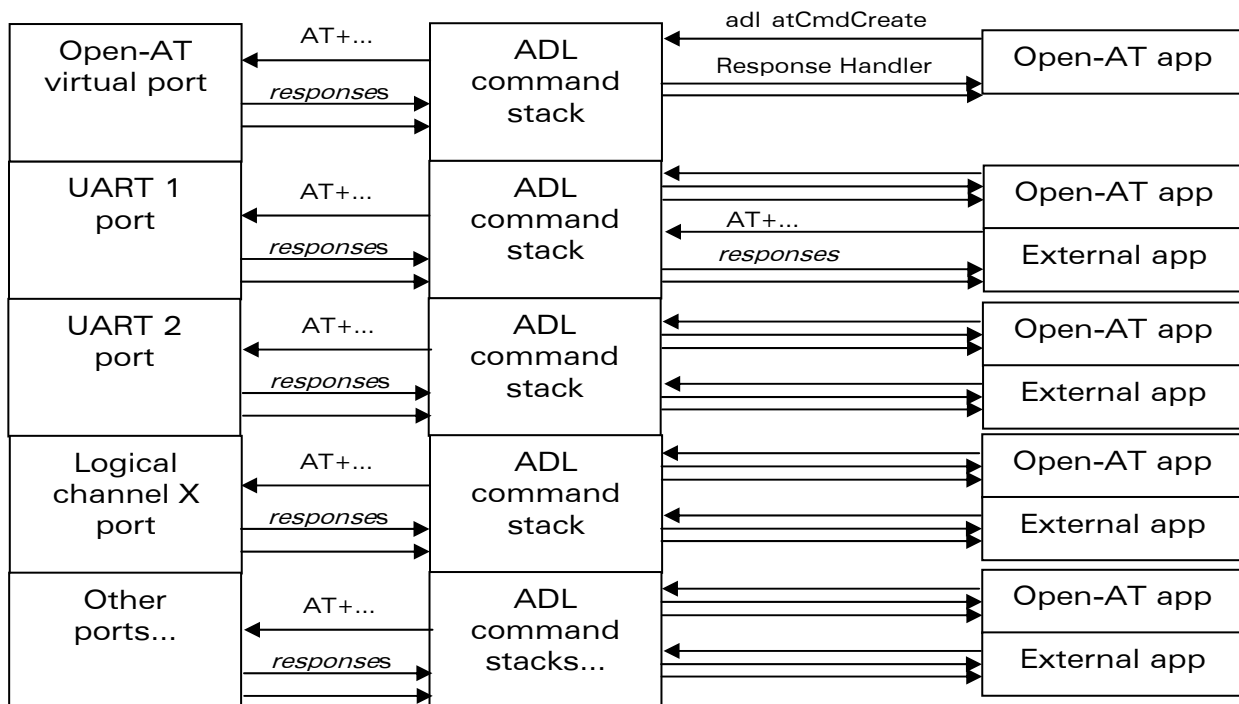 adl atCmdCreate
Open-AT
virtual port
AT+...
responses
ADL
command
stack
Response Handler
Open-AT app
UART 1
port
AT+...
responses
ADL
command
stack
Open-AT app
AT+...
responses
External app
UART 2
port
AT+...
responses
ADL
command
stack
Open-AT app
External app
Logical
channel X
port
AT+...
responses
ADL
command
stack
Open-AT app
External app
Other
ports...
AT+...
responses
ADL
command
stacks...
Open-AT app
External app